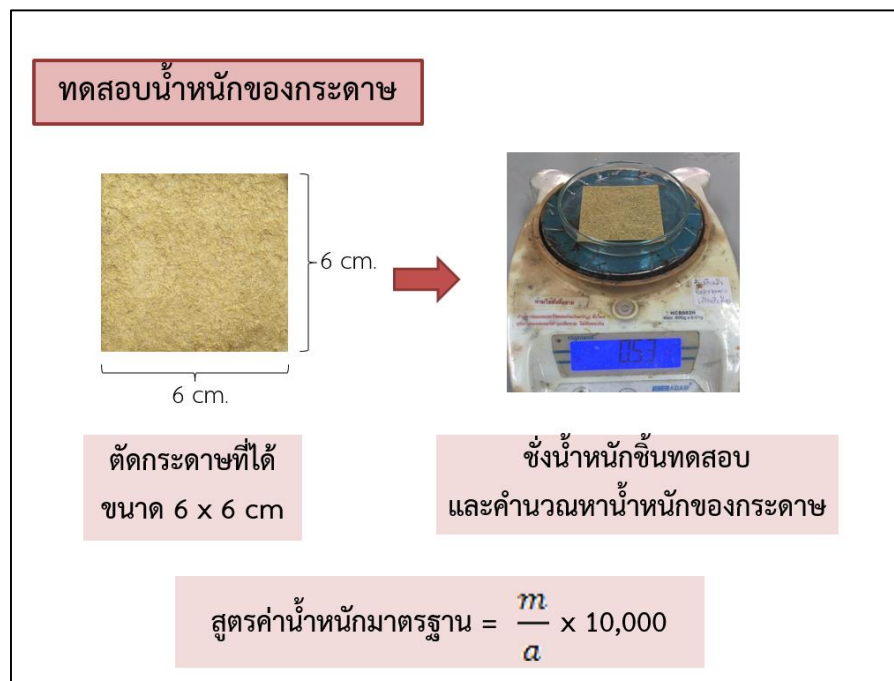 ทดสอบน้ำหนักของกระดาษ
6 cm.
6 cm.
HCB602H
Highland
0.53
ADAM
ตัดกระดาษที่ได้
ขนาด 6 x 6 cm
ชั่งน้ำหนักชิ้นทดสอบ
และคำนวณหาน้ำหนักของกระดาษ
สูตรค่าน้ำหนักมาตรฐาน = m/a x 10,000